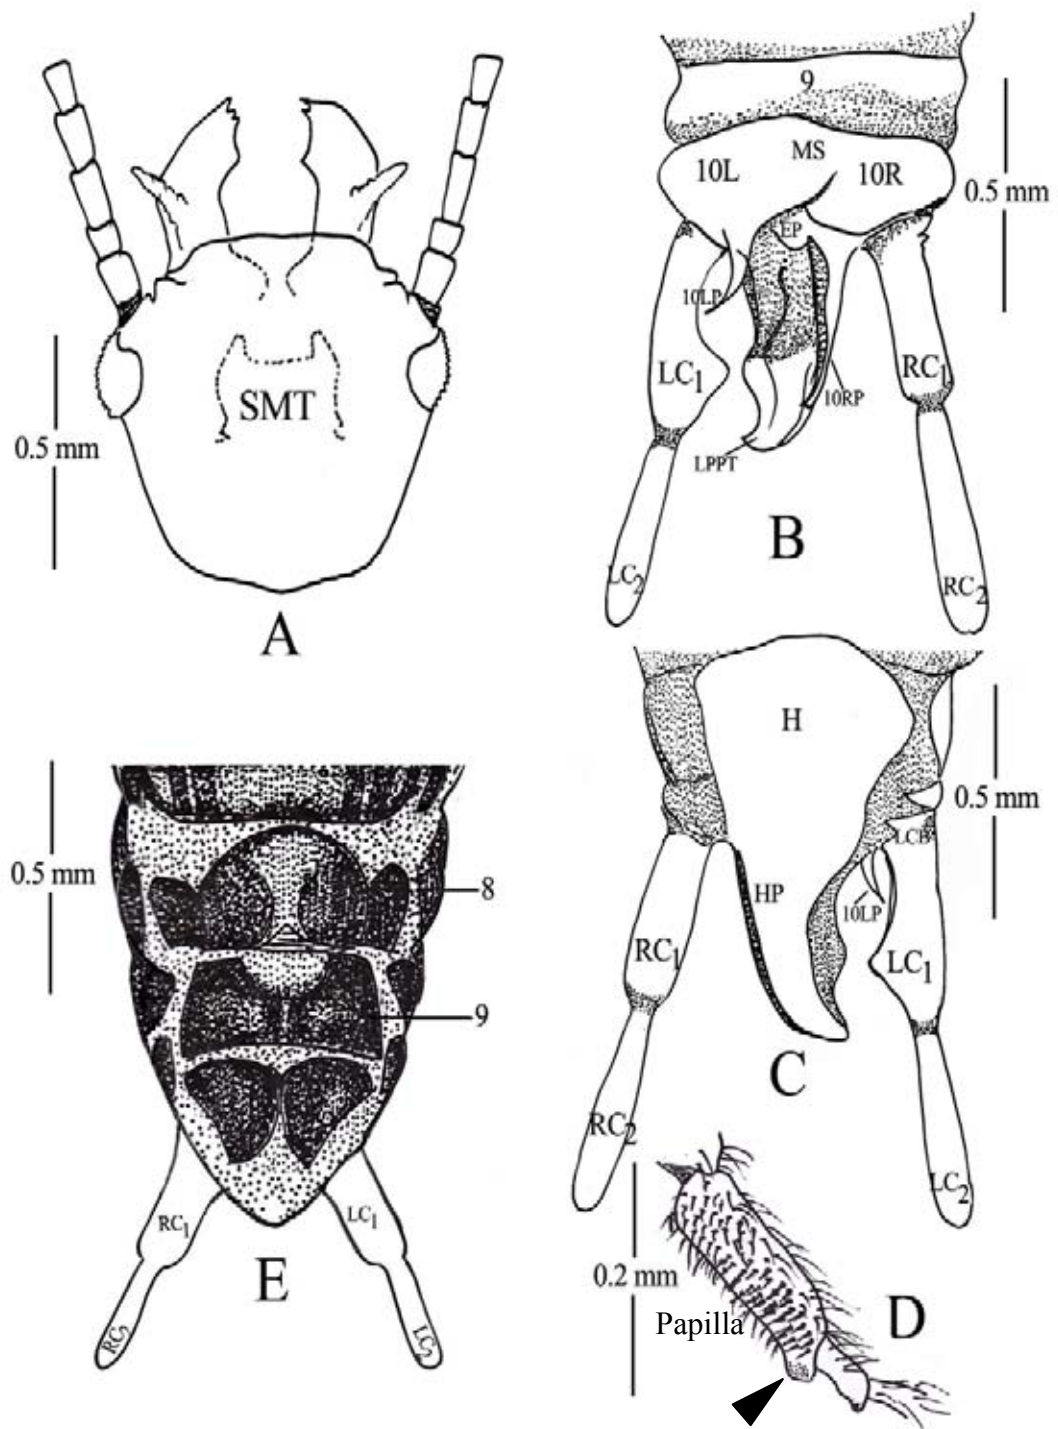 SMT
0.5 mm
A
9
MS
10L
10R
0.5 mm
EP
10LP
LC1
RC1
10RP
LPPT
B
LC2
RC2
H
0.5 mm
LCB
HP
10LP
RC1
LC1
C
RC2
LC2
0.5 mm
8
9
RC1
LC1
E
RC2
LC2
0.2 mm
D
Papilla